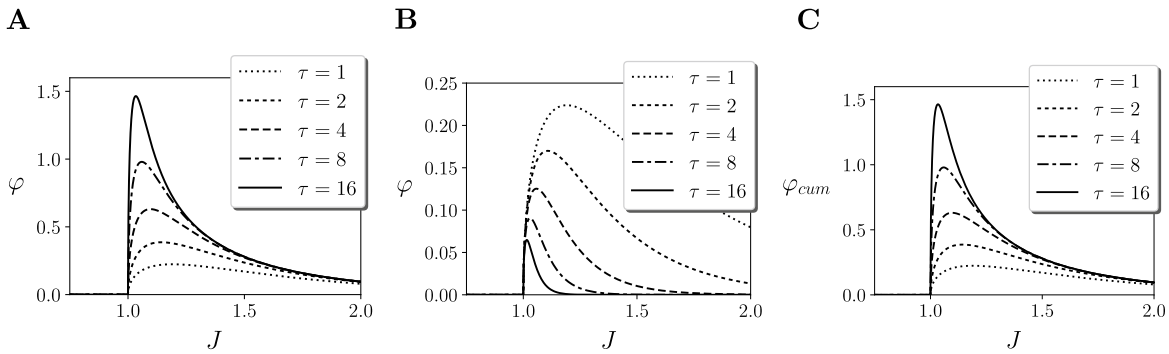 A
φ
1.5
1.0
0.5
0.0
1.0
1.5
2.0
J
τ = 1
τ = 2
τ = 4
τ = 8
τ = 16
B
φ
0.25
0.20
0.15
0.10
0.05
0.00
1.0
1.5
2.0
J
τ = 1
τ = 2
τ = 4
τ = 8
τ = 16
C
φcum
1.5
1.0
0.5
0.0
1.0
1.5
2.0
J
τ = 1
τ = 2
τ = 4
τ = 8
τ = 16